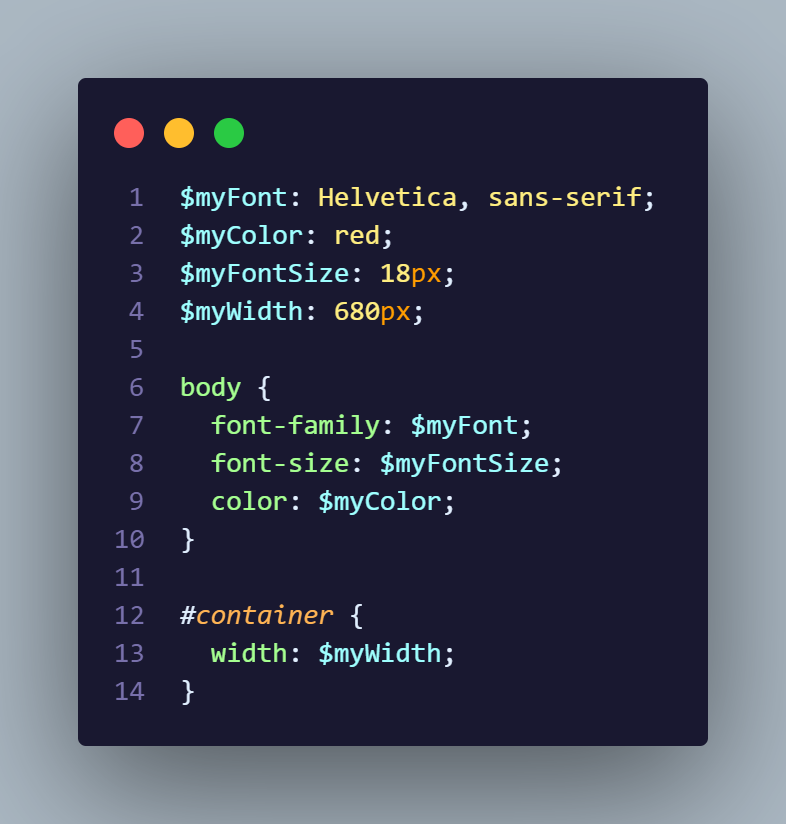 1 $myFont: Helvetica, sans-serif;
2 $myColor: red;
3 $myFontSize: 18px;
4 $myWidth: 680px;
5
6 body {
7   font-family: $myFont;
8   font-size: $myFontSize;
9   color: $myColor;
10 }
11
12 #container {
13   width: $myWidth;
14 }